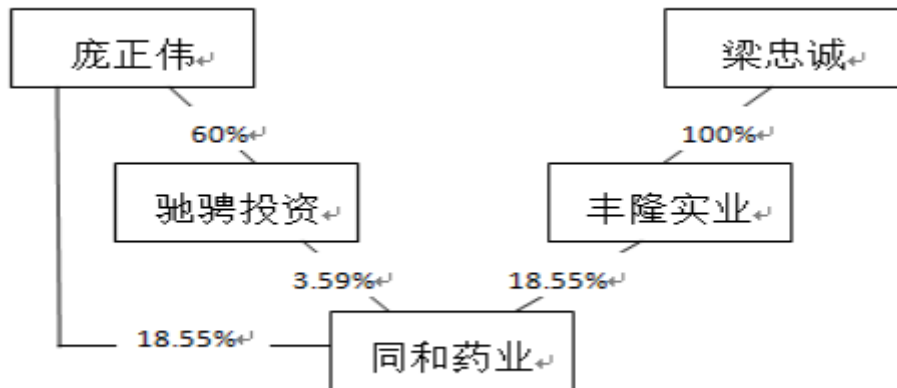 庞正伟 梁忠诚
60% 100%
驰骋投资 丰隆实业
3.59% 18.55%
18.55%
同和药业